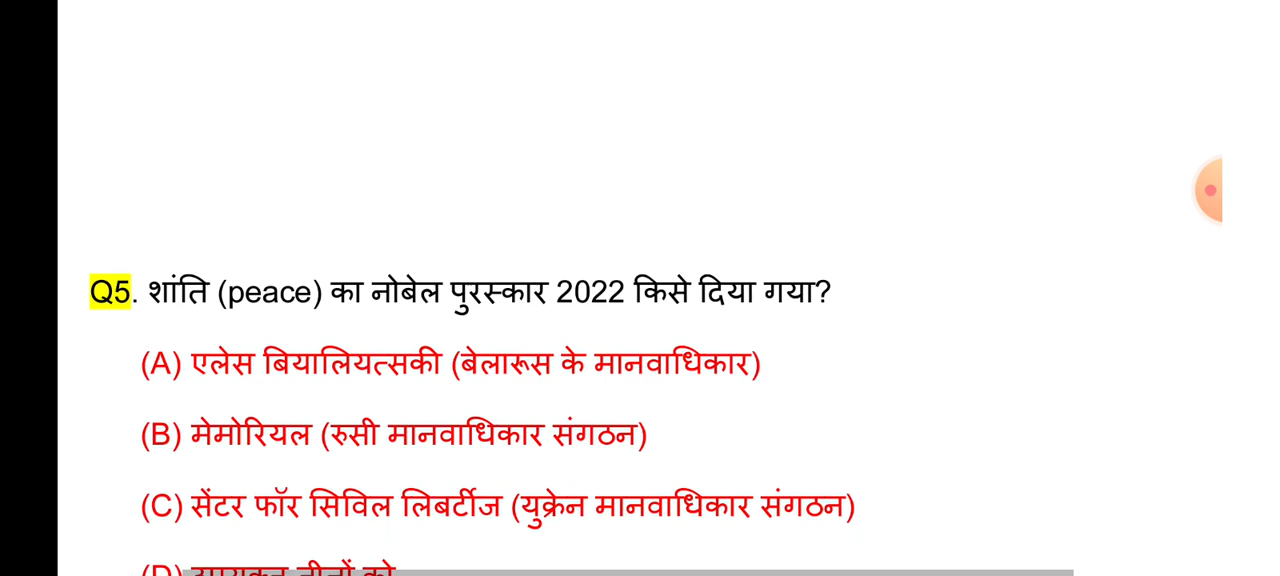 Q5. शांति (peace) का नोबेल पुरस्कार 2022 किसे दिया गया?
(A) एलेस बियालियत्सकी (बेलारूस के मानवाधिकार)
(B) मेमोरियल (रुसी मानवाधिकार संगठन)
(C) सेंटर फॉर सिविल लिबर्टीज (युक्रेन मानवाधिकार संगठन)
(D) तीनों को